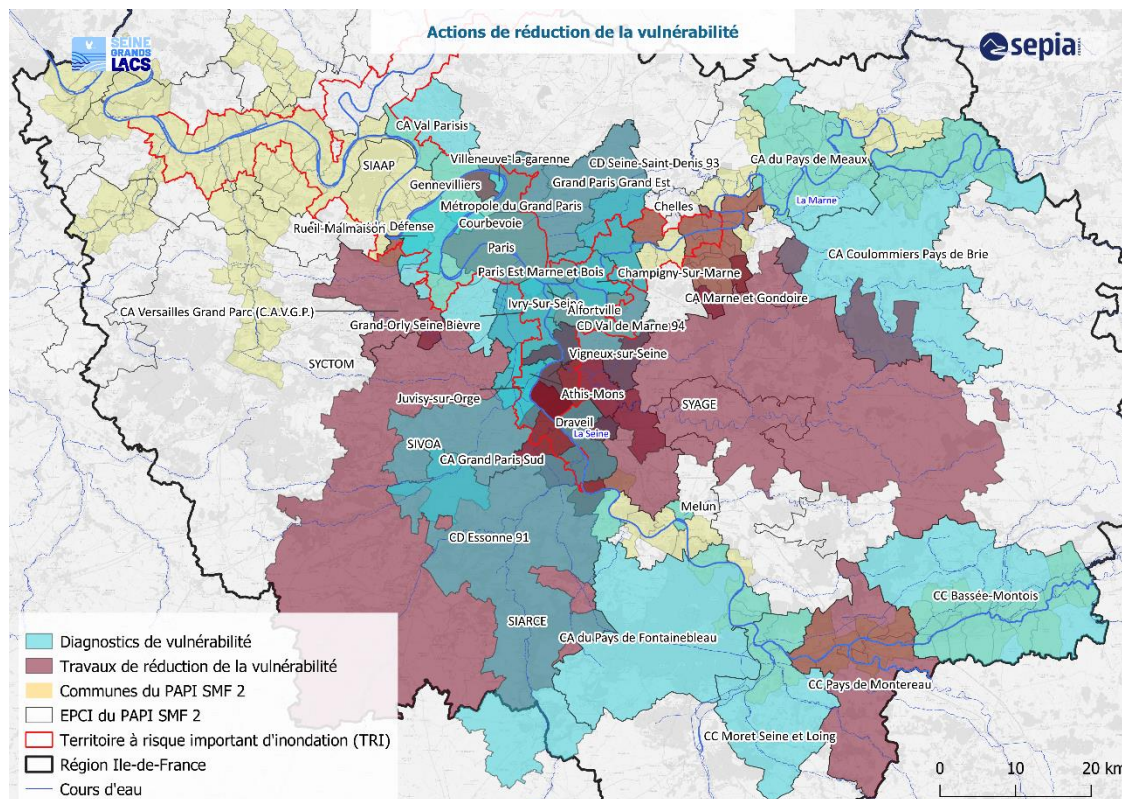 Actions de réduction de la vulnérabilité
SEINE
GRANDS
LACS
sepia
CA Val Parisis
SIAAP
Villeneuve-la-garenne
CD Seine-Saint-Denis 93
CA du Pays de Meaux
Gennevilliers
Grand Paris Grand Est
Métropole du Grand Paris
Chelles
La Marne
Courbevoie
Rueil-Malmaison
Défense
Paris
CA Coulommiers Pays de Brie
Paris Est Marne et Bois
Champigny-Sur-Marne
CA Versailles Grand Parc (C.A.V.G.P.)
Ivry-Sur-Seine
Alfortville
CA Marne et Gondoire
Grand-Orly Seine Bièvre
CD Val de Marne 94
SYCTOM
Vigneux-sur-Seine
Juvisy-sur-Orge
Athis-Mons
SYAGE
Draveil
La Seine
SIVOA
CA Grand Paris Sud
Melun
CD Essonne 91
CC Bassée-Montois
SIARCE
CA du Pays de Fontainebleau
CC Pays de Montereau
CC Moret Seine et Loing
Diagnostics de vulnérabilité
Travaux de réduction de la vulnérabilité
Communes du PAPI SMF 2
EPCI du PAPI SMF 2
Territoire à risque important d'inondation (TRI)
Région Ile-de-France
Cours d'eau
0 10 20 km